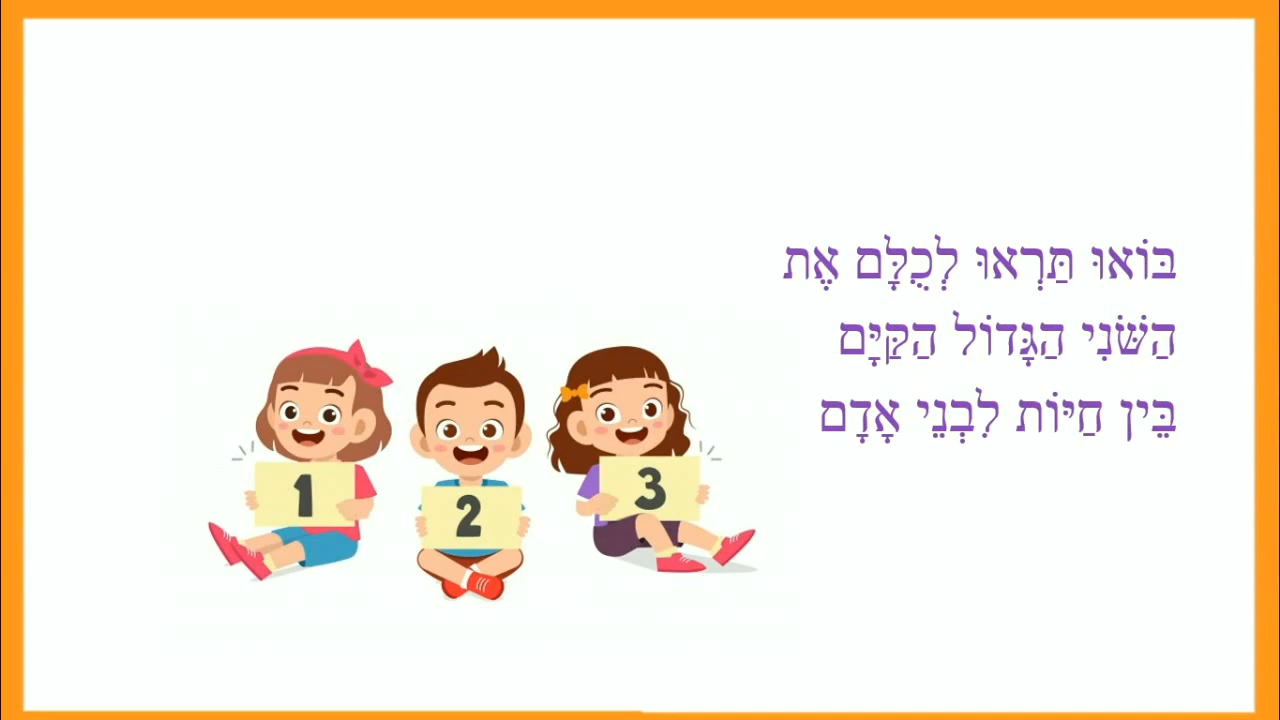 בּוֹאוּ תַּרְאוּ לְכֻלָּם אֶת
הַשֹּׁנִי הַגָּדוֹל הַקַּיָּם
בֵּין חַיּוֹת לִבְנֵי אָדָם
1 2 3